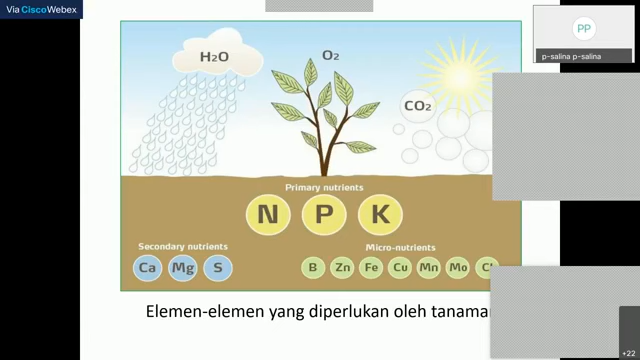 Via Cisco Webex
PP
p-salina p-salina
H2O
O2
CO2
Primary nutrients
N P K
Secondary nutrients
Micro-nutrients
Ca Mg S
B Zn Fe Cu Mn Mo
Elemen-elemen yang diperlukan oleh
+22